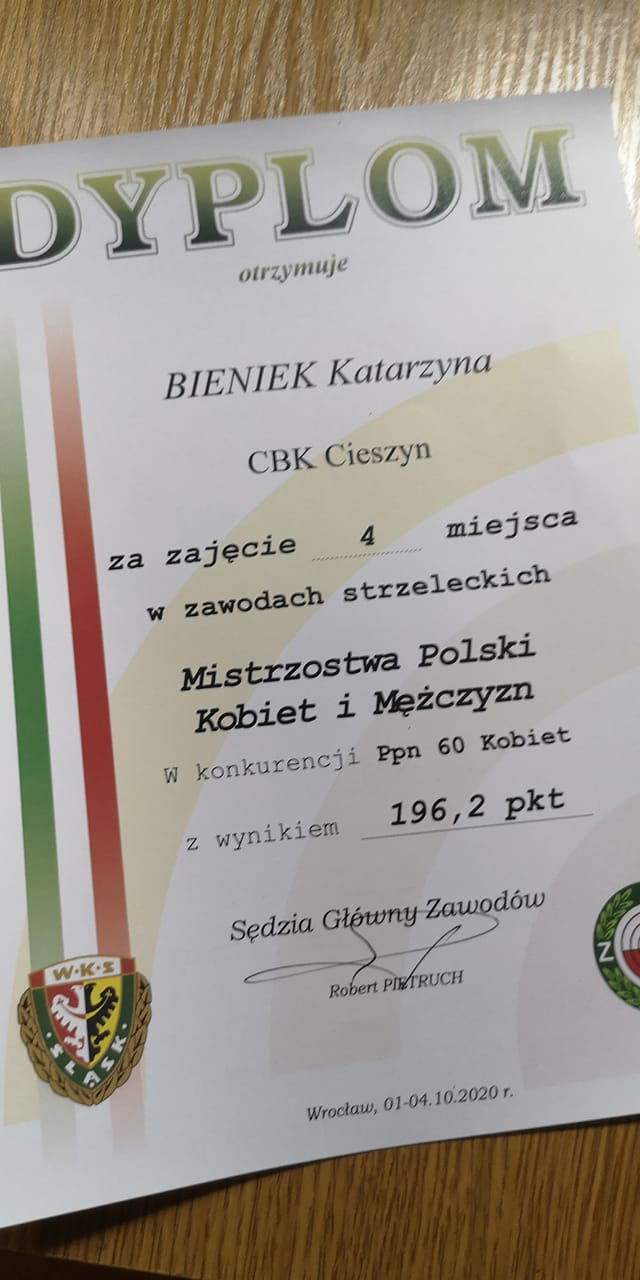 DYPLOM
otrzymuje
BIENIEK Katarzyna
CBK Cieszyn
za zajęcie 4 miejsca
w zawodach strzeleckich
Mistrzostwa Polski
Kobiet i Mężczyzn
W konkurencji Ppn 60 Kobiet
z wynikiem 196,2 pkt
Sędzia Główny Zawodów
Robert PIETRUCH
W·K·S
ŚLĄSK
Z
Wrocław, 01-04.10.2020 r.